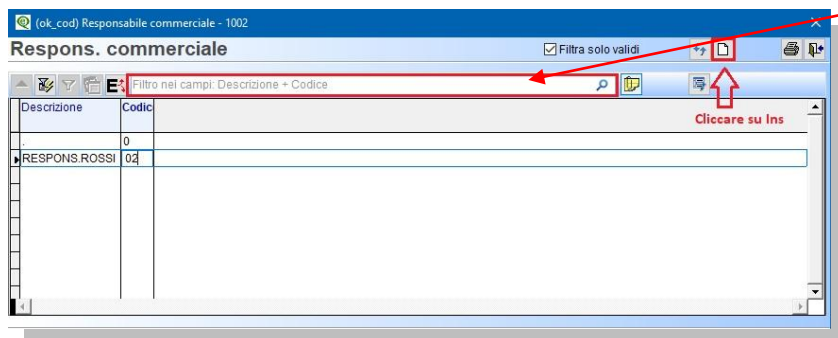 (ok_cod) Responsabile commerciale - 1002
Respons. commerciale
Filtra solo validi
E
Filtro nei campi: Descrizione + Codice
Cliccare su Ins
Descrizione Codic
. 0
RESPONS.ROSSI 02